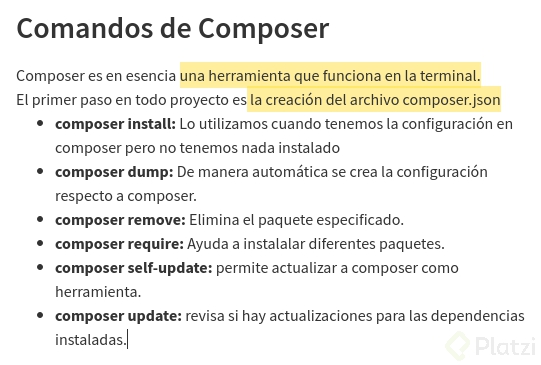 Comandos de Composer
Composer es en esencia una herramienta que funciona en la terminal.
El primer paso en todo proyecto es la creación del archivo composer.json
• composer install: Lo utilizamos cuando tenemos la configuración en
composer pero no tenemos nada instalado
• composer dump: De manera automática se crea la configuración
respecto a composer.
• composer remove: Elimina el paquete especificado.
• composer require: Ayuda a instalalar diferentes paquetes.
• composer self-update: permite actualizar a composer como
herramienta.
• composer update: revisa si hay actualizaciones para las dependencias
instaladas.
Platzi